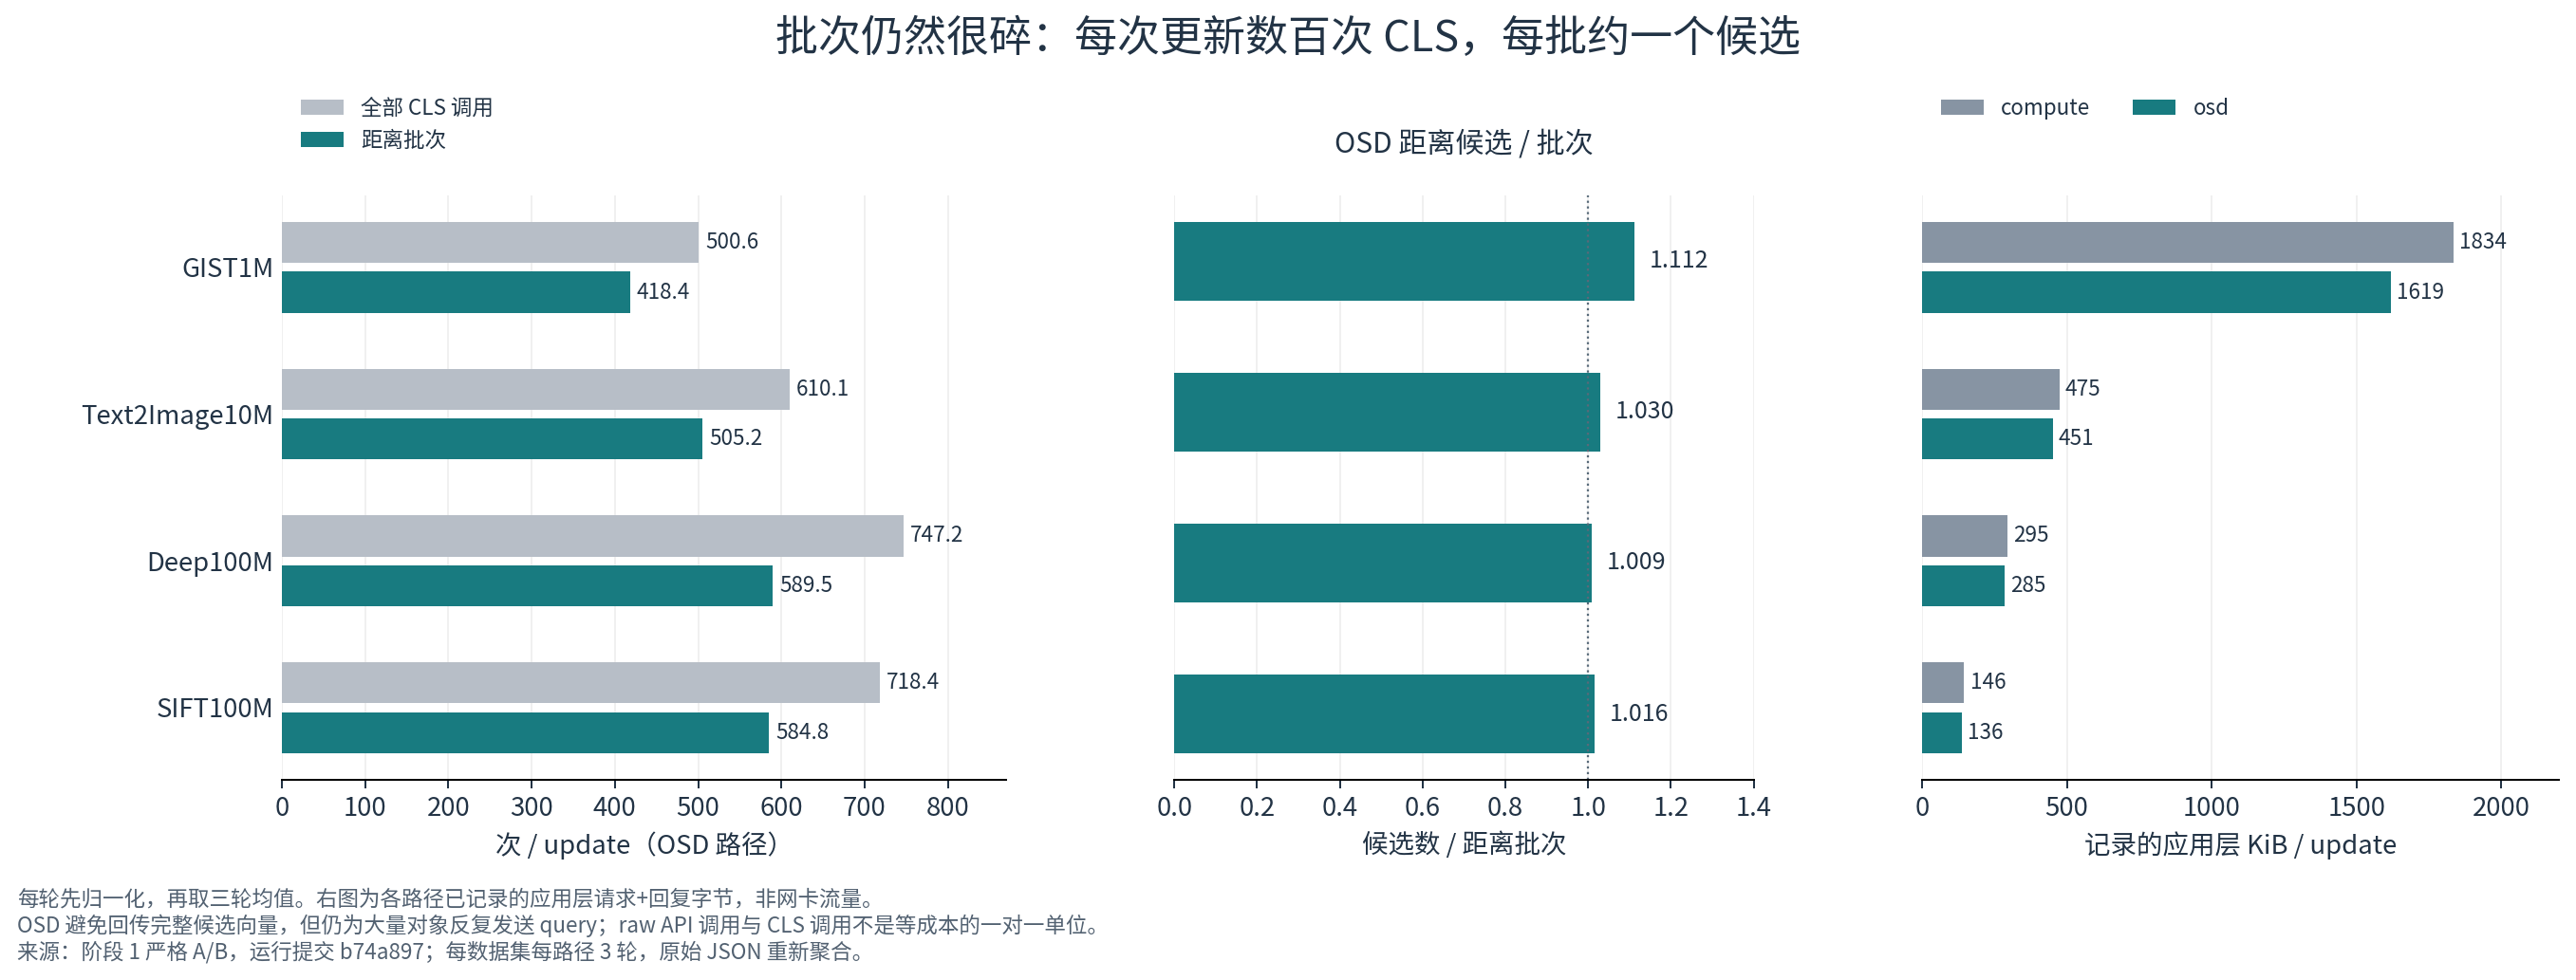 批次仍然很碎：每次更新数百次 CLS，每批约一个候选
全部 CLS 调用
距离批次
GIST1M
500.6
418.4
Text2Image10M
610.1
505.2
Deep100M
747.2
589.5
SIFT100M
718.4
584.8
0 100 200 300 400 500 600 700 800
次 / update（OSD 路径）
OSD 距离候选 / 批次
1.112
1.030
1.009
1.016
0.0 0.2 0.4 0.6 0.8 1.0 1.2 1.4
候选数 / 距离批次
compute osd
1834
1619
475
451
295
285
146
136
0 500 1000 1500 2000
记录的应用层 KiB / update
每轮先归一化，再取三轮均值。右图为各路径已记录的应用层请求+回复字节，非网卡流量。
OSD 避免回传完整候选向量，但仍为大量对象反复发送 query；raw API 调用与 CLS 调用不是等成本的一对一单位。
来源：阶段 1 严格 A/B，运行提交 b74a897；每数据集每路径 3 轮，原始 JSON 重新聚合。